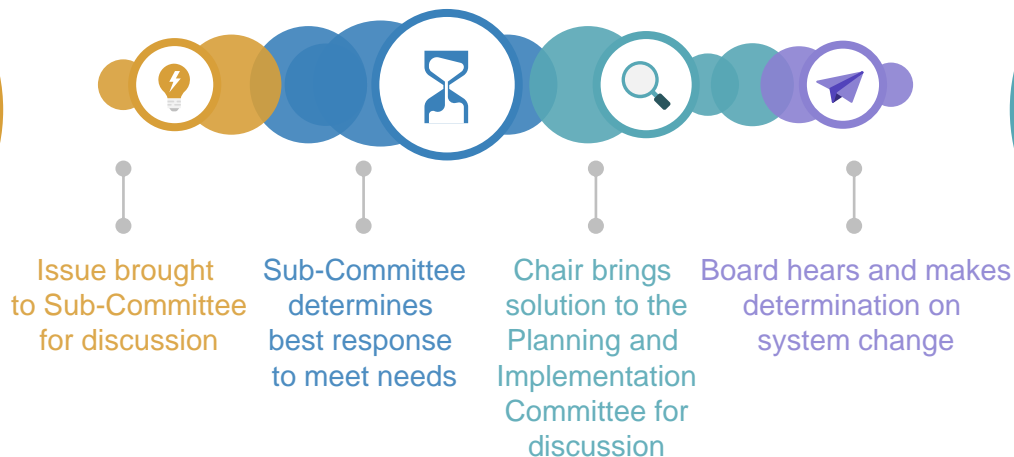 Issue brought
to Sub-Committee
for discussion
Sub-Committee
determines
best response
to meet needs
Chair brings
solution to the
Planning and
Implementation
Committee for
discussion
Board hears and makes
determination on
system change